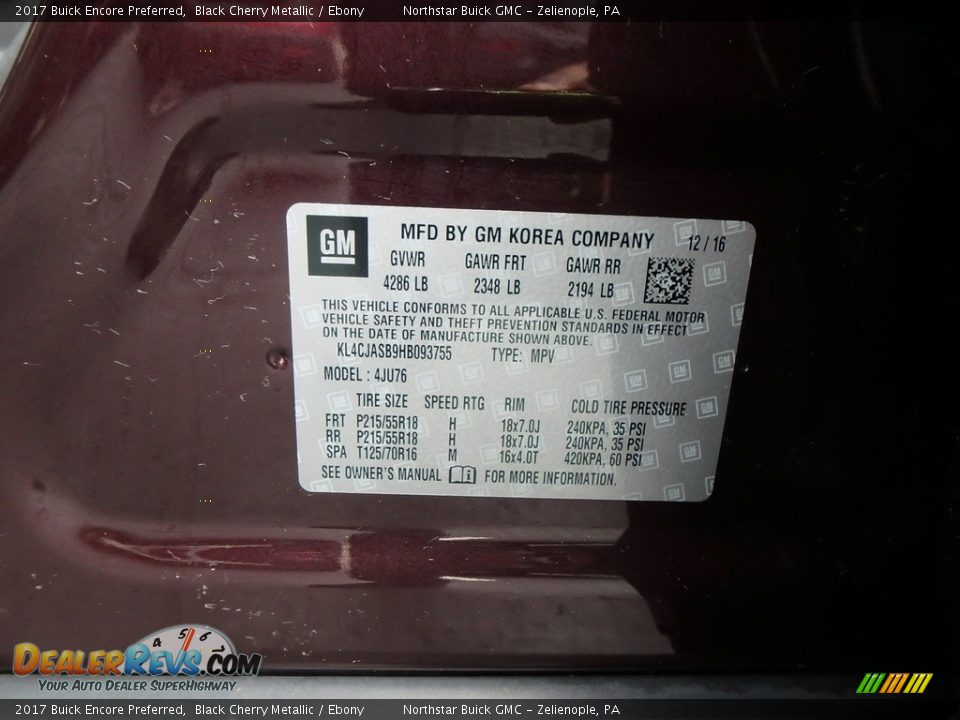 2017 Buick Encore Preferred, Black Cherry Metallic / Ebony Northstar Buick GMC - Zelienople, PA
GM MFD BY GM KOREA COMPANY 12 / 16
GVWR GAWR FRT GAWR RR
4286 LB 2348 LB 2194 LB
THIS VEHICLE CONFORMS TO ALL APPLICABLE U.S. FEDERAL MOTOR
VEHICLE SAFETY AND THEFT PREVENTION STANDARDS IN EFFECT
ON THE DATE OF MANUFACTURE SHOWN ABOVE.
KL4CJASB9HB093755 TYPE: MPV
MODEL : 4JU76
TIRE SIZE SPEED RTG RIM COLD TIRE PRESSURE
FRT P215/55R18 H 18x7.0J 240KPA, 35 PSI
RR P215/55R18 H 18x7.0J 240KPA, 35 PSI
SPA T125/70R16 M 16x4.0T 420KPA, 60 PSI
SEE OWNER'S MANUAL FOR MORE INFORMATION.
4 5 6
DEALERREVS.COM
YOUR AUTO DEALER SUPERHIGHWAY
2017 Buick Encore Preferred, Black Cherry Metallic / Ebony Northstar Buick GMC - Zelienople, PA